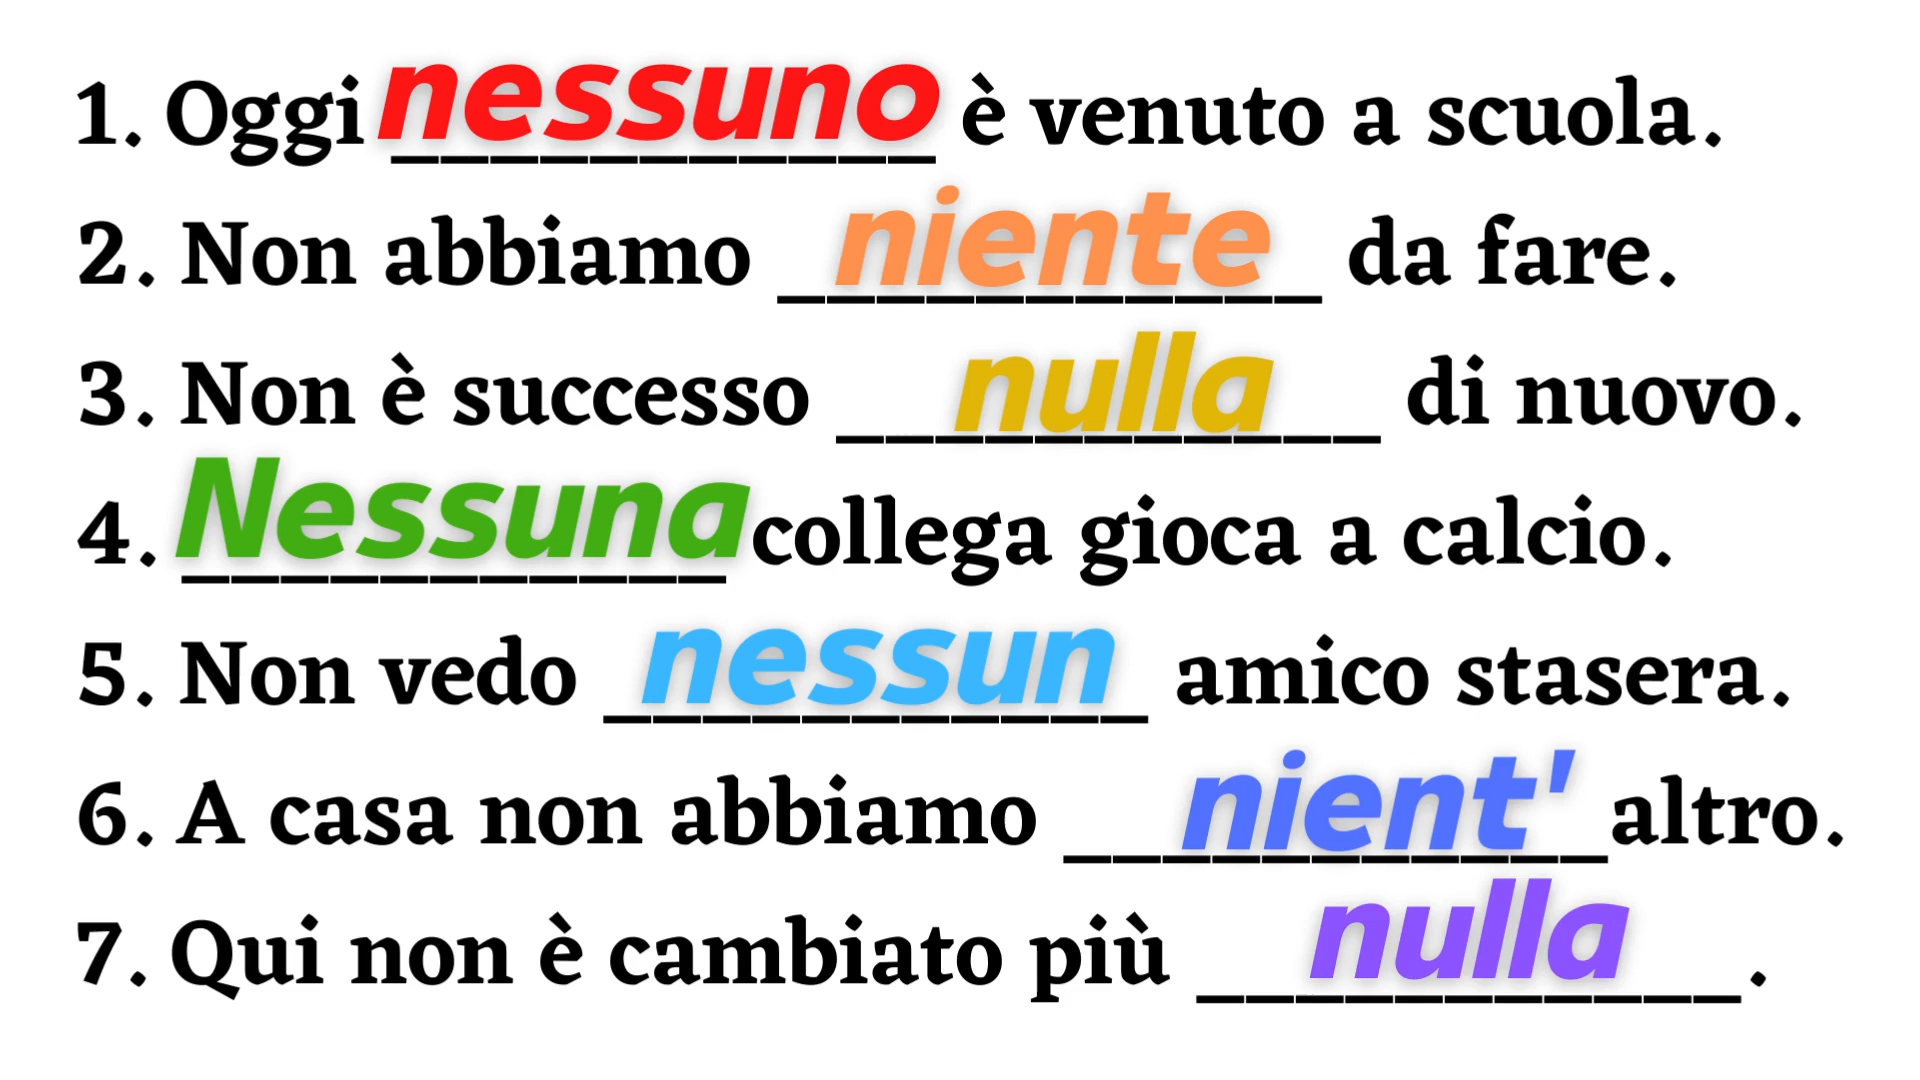 1. Oggi nessuno è venuto a scuola.
2. Non abbiamo niente da fare.
3. Non è successo nulla di nuovo.
4. Nessuna collega gioca a calcio.
5. Non vedo nessun amico stasera.
6. A casa non abbiamo nient' altro.
7. Qui non è cambiato più nulla.